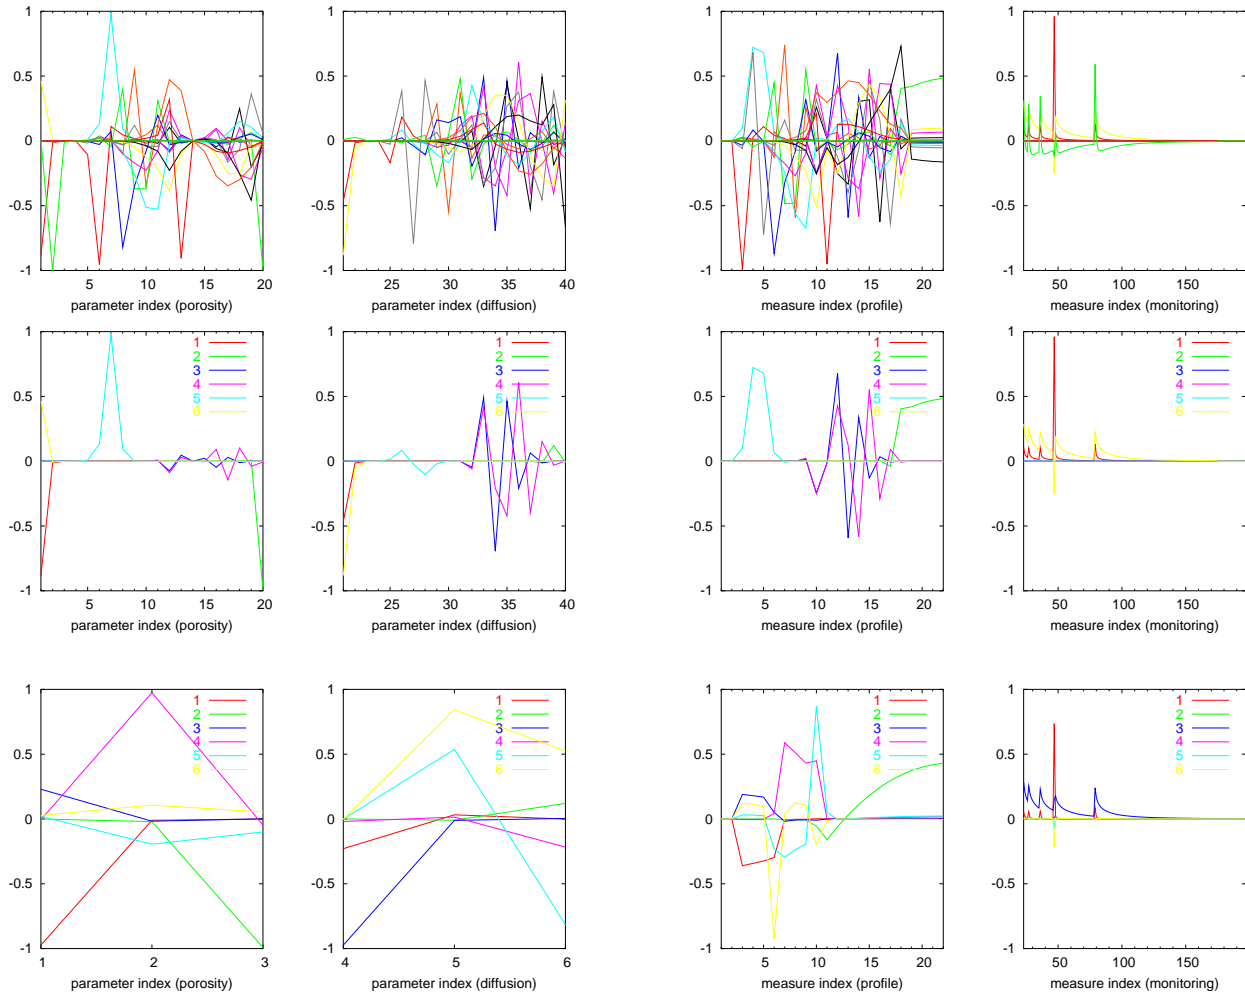 1 1 1 1
0.5 0.5 0.5 0.5
0 0 0 0
-0.5 -0.5 -0.5 -0.5
-1 -1 -1 -1
5 10 15 20 25 30 35 40 5 10 15 20 50 100 150
parameter index (porosity) parameter index (diffusion) measure index (profile) measure index (monitoring)
1 1 1 1
1 1 1 1
2 2 2 2
3 3 3 3
0.5 4 0.5 4 0.5 4 0.5 4
5 5 5 5
6 6 6 6
0 0 0 0
-0.5 -0.5 -0.5 -0.5
-1 -1 -1 -1
5 10 15 20 25 30 35 40 5 10 15 20 50 100 150
parameter index (porosity) parameter index (diffusion) measure index (profile) measure index (monitoring)
1 1 1 1
1 1 1 1
2 2 2 2
3 3 3 3
0.5 4 0.5 4 0.5 4 0.5 4
5 5 5 5
6 6 6 6
0 0 0 0
-0.5 -0.5 -0.5 -0.5
-1 -1 -1 -1
1 2 3 4 5 6 5 10 15 20 50 100 150
parameter index (porosity) parameter index (diffusion) measure index (profile) measure index (monitoring)